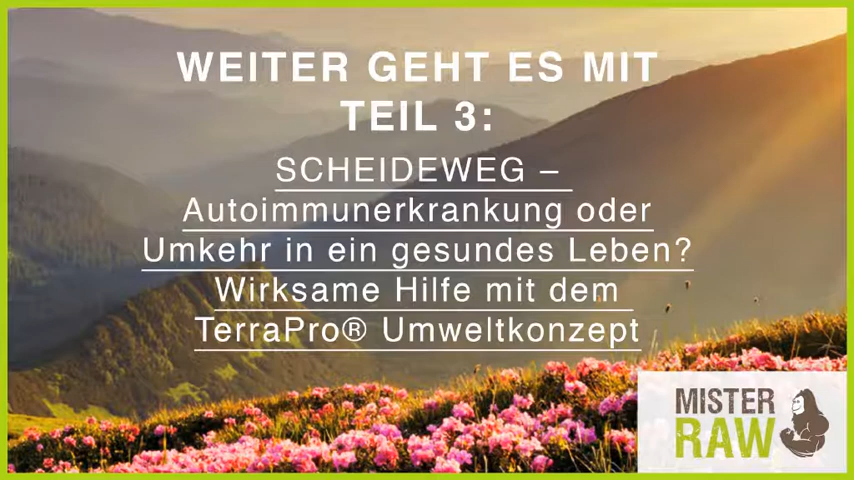 WEITER GEHT ES MIT
TEIL 3:
SCHEIDEWEG –
Autoimmunerkrankung oder
Umkehr in ein gesundes Leben?
Wirksame Hilfe mit dem
TerraPro® Umweltkonzept
MISTER
RAW